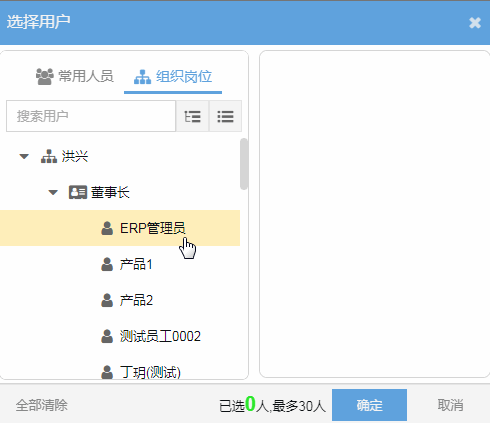 选择用户
常用人员 组织岗位
搜索用户
洪兴
董事长
ERP管理员
产品1
产品2
测试员工0002
丁玥(测试)
全部清除 已选0人,最多30人 确定 取消